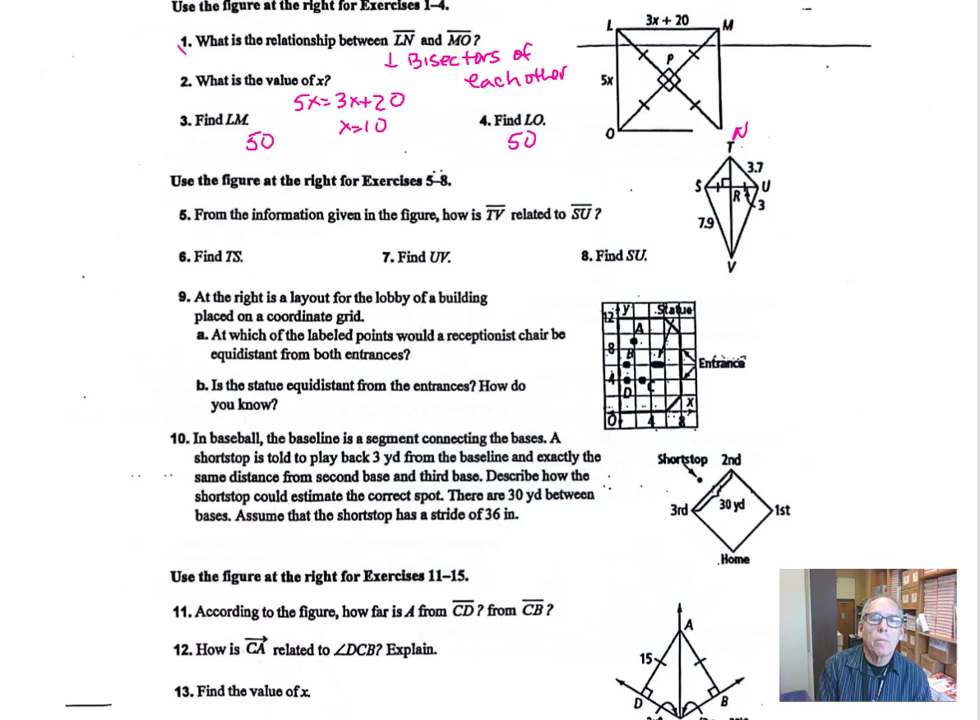 Use the figure at the right for Exercises 1–4.
1. What is the relationship between LN and MO?
⊥ Bisectors of
each other
2. What is the value of x?
5x=3x+20
x=10
3. Find LM.
50
4. Find LO.
50
L 3x + 20 M
P
5x
O N
Use the figure at the right for Exercises 5–8.
5. From the information given in the figure, how is TV related to SU?
6. Find TS.
7. Find UV.
8. Find SU.
T
3.7
S U
R 3
7.9
V
9. At the right is a layout for the lobby of a building
placed on a coordinate grid.
a. At which of the labeled points would a receptionist chair be
equidistant from both entrances?
b. Is the statue equidistant from the entrances? How do
you know?
12 y Statue
A
8
B
Entrance
4 C
D
x
O 4 8
10. In baseball, the baseline is a segment connecting the bases. A
shortstop is told to play back 3 yd from the baseline and exactly the
same distance from second base and third base. Describe how the
shortstop could estimate the correct spot. There are 30 yd between
bases. Assume that the shortstop has a stride of 36 in.
Shortstop 2nd
30 yd
3rd 1st
Home
Use the figure at the right for Exercises 11–15.
11. According to the figure, how far is A from CD? from CB?
12. How is CA related to ∠DCB? Explain.
13. Find the value of x.
A
15
D B